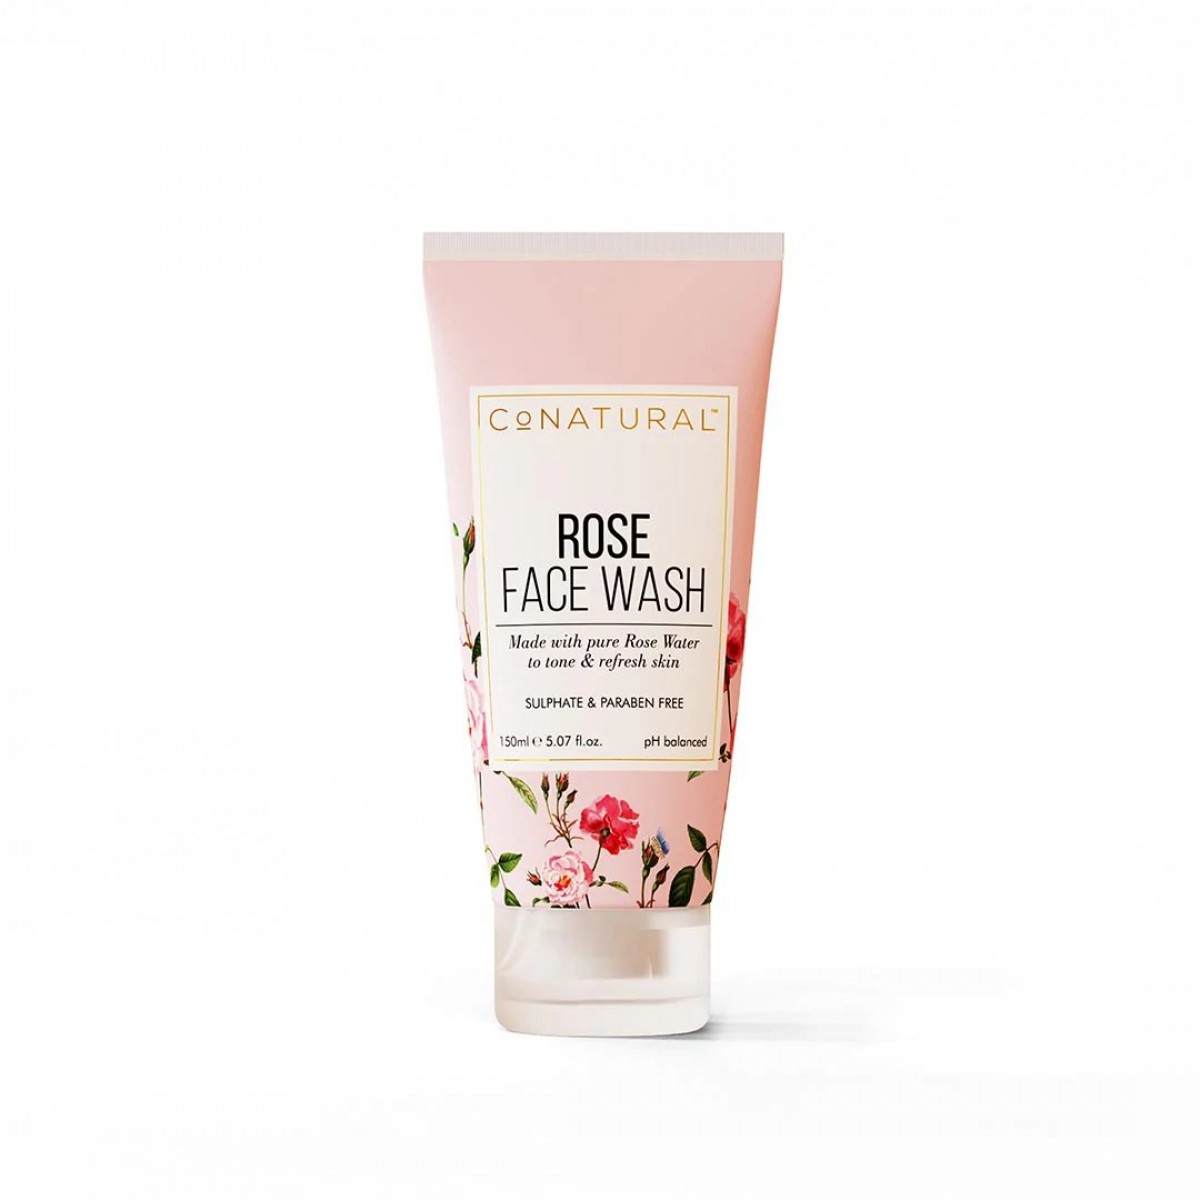 CoNATURAL™
ROSE
FACE WASH
Made with pure Rose Water
to tone & refresh skin
SULPHATE & PARABEN FREE
150ml ℮ 5.07 fl.oz. pH balanced